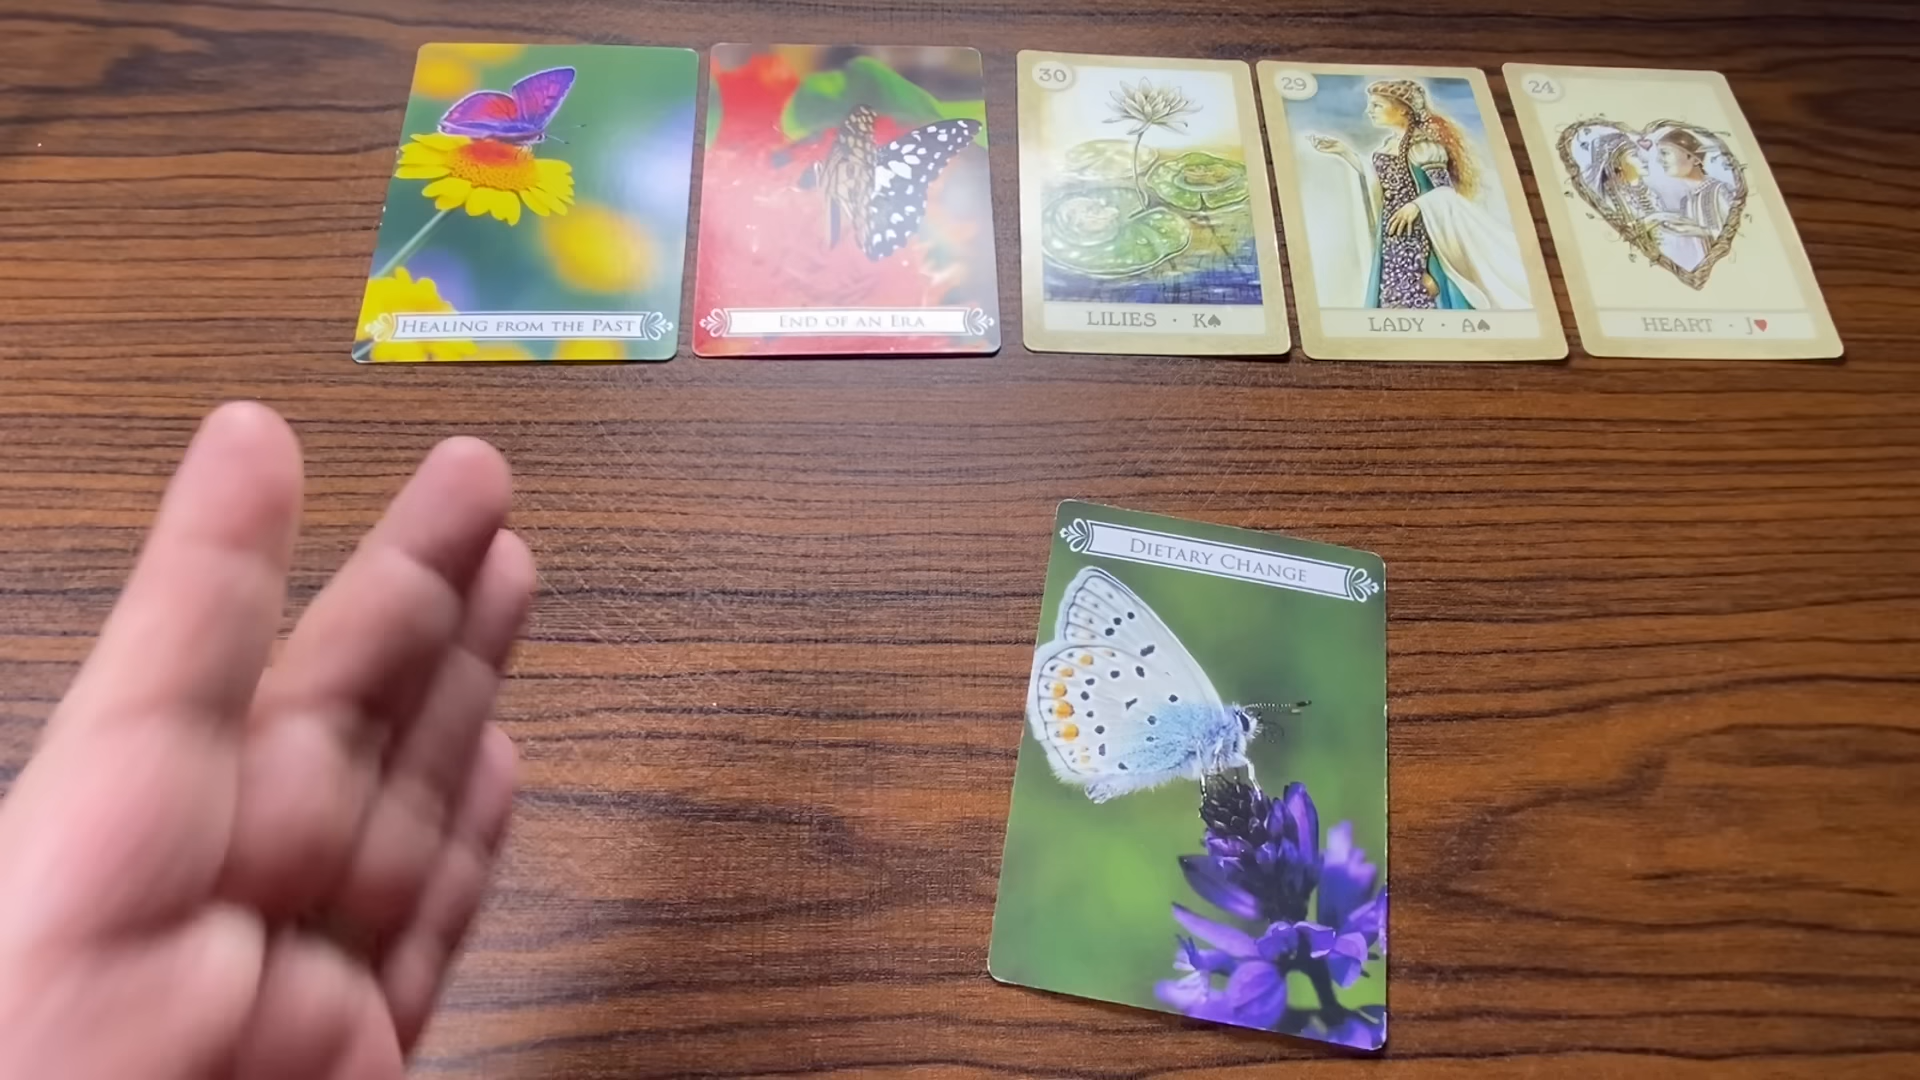 HEALING FROM THE PAST
END OF AN ERA
30
LILIES · K♠
29
LADY · A♠
24
HEART · J♥
DIETARY CHANGE